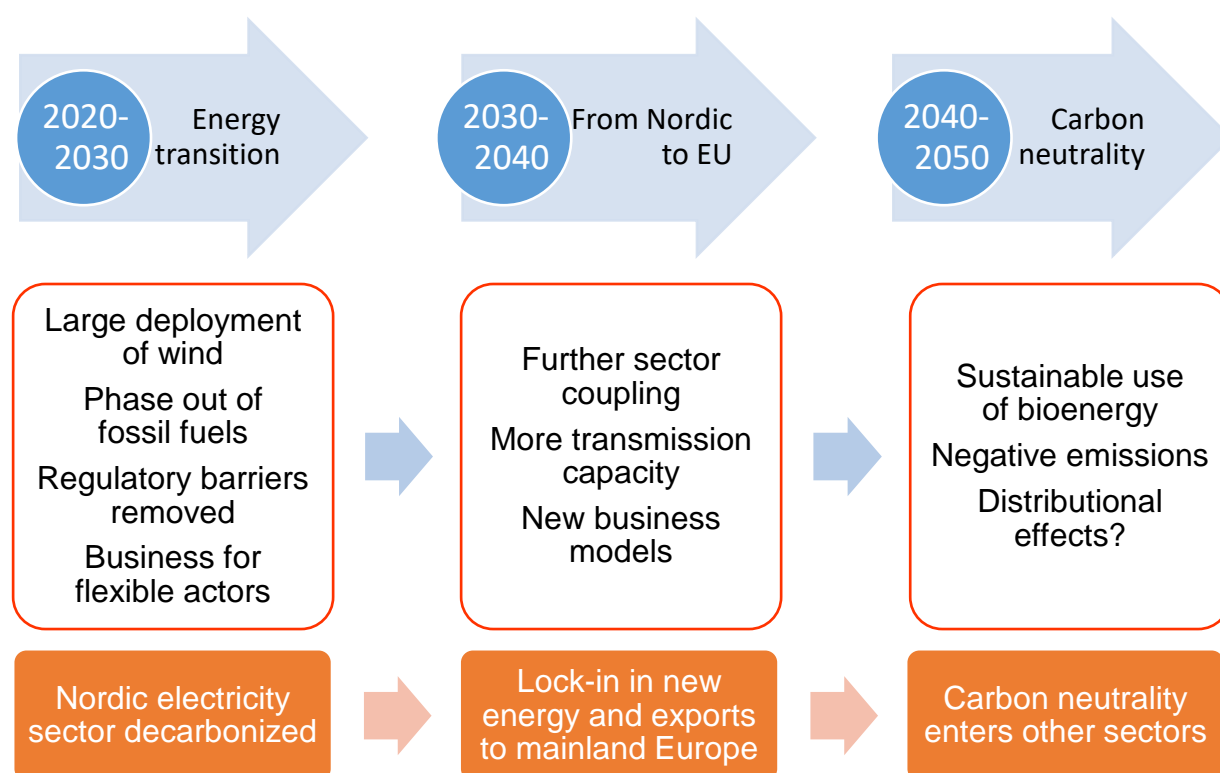 2020-
2030
Energy
transition
2030-
2040
From Nordic
to EU
2040-
2050
Carbon
neutrality
Large deployment
of wind
Phase out of
fossil fuels
Regulatory barriers
removed
Business for
flexible actors
Further sector
coupling
More transmission
capacity
New business
models
Sustainable use
of bioenergy
Negative emissions
Distributional
effects?
Nordic electricity
sector decarbonized
Lock-in in new
energy and exports
to mainland Europe
Carbon neutrality
enters other sectors